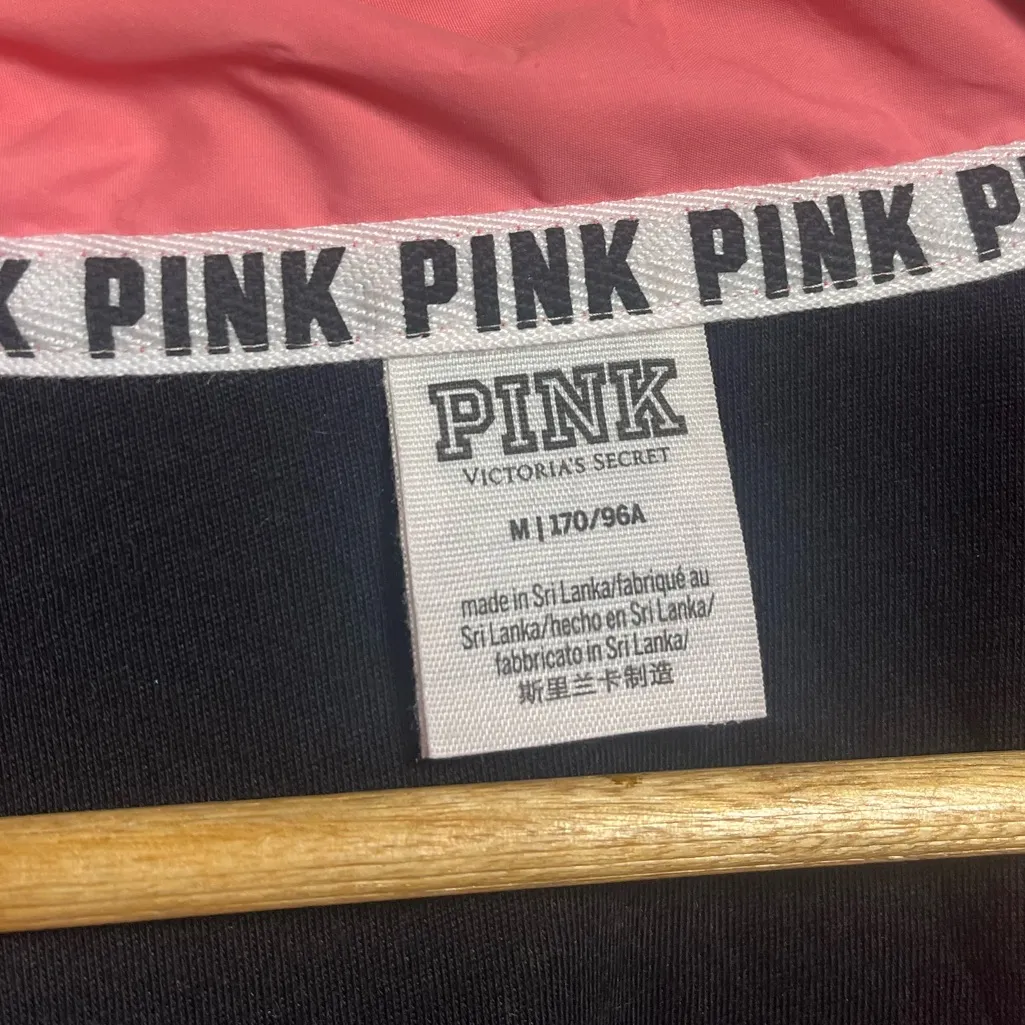 K PINK PINK PINK P
PINK
VICTORIA'S SECRET
M | 170/96A
made in Sri Lanka/fabriqué au
Sri Lanka/hecho en Sri Lanka/
fabbricato in Sri Lanka/
斯里兰卡制造